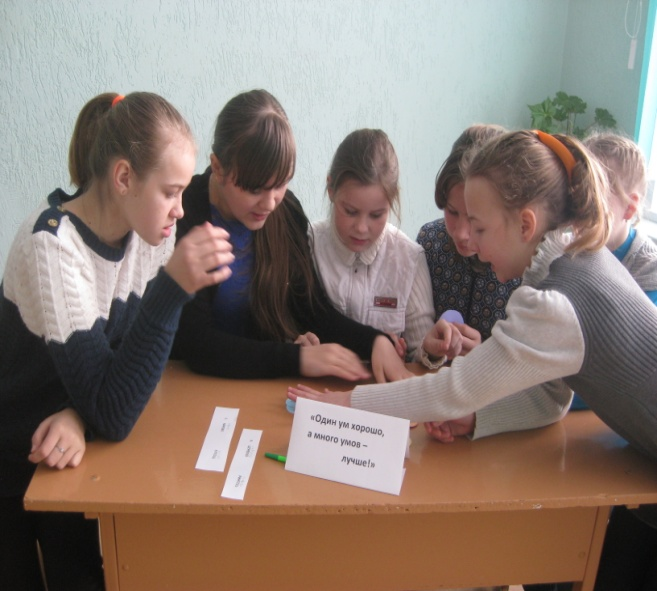 «Один ум хорошо,
а много умов –
лучше!»